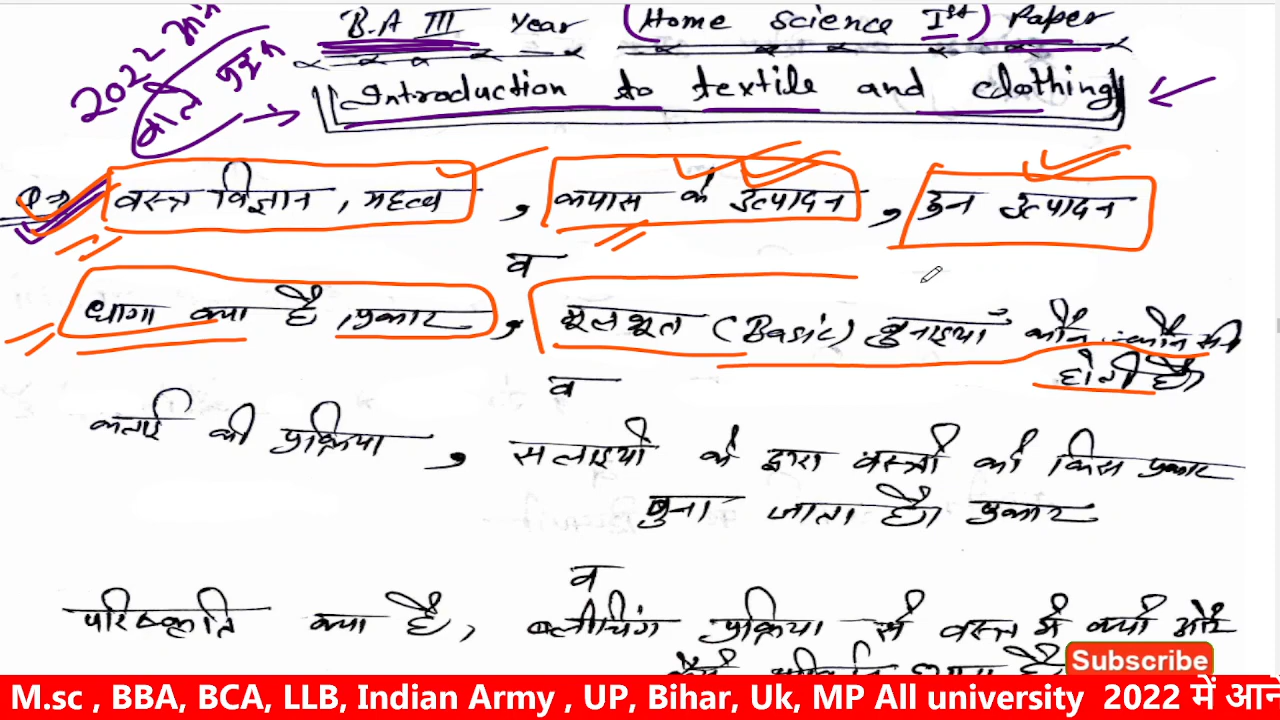 B.A III Year (Home Science Ist) Paper
2022 में आने वाले प्रश्न
Introduction to textile and clothing
वस्त्र विज्ञान, महत्व, कपास के उत्पादन, ऊन उत्पादन
व
धागा क्या है प्रकार, मूलभूत (Basic) बुनाइयाँ कौन-कौन सी
होती है।
व
कताई की प्रक्रिया, सलाइयो के द्वारा वस्त्रो को किस प्रकार
बुना जाता है। प्रकार
व
परिष्कृति क्या है, ब्लीचिंग प्रक्रिया से वस्त्र में क्यो और
कैसे
Subscribe
M.sc , BBA, BCA, LLB, Indian Army , UP, Bihar, Uk, MP All university 2022 में आने